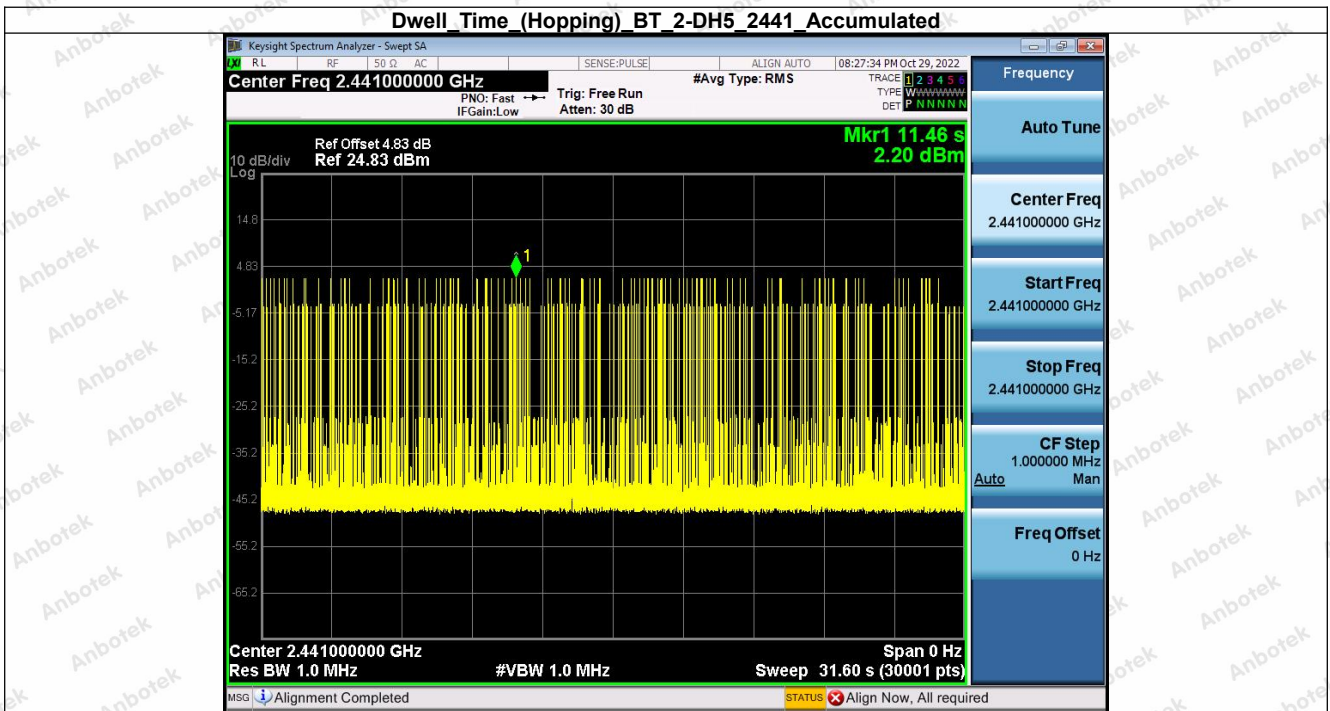 Dwell_Time_(Hopping)_BT_2-DH5_2441_Accumulated
Keysight Spectrum Analyzer - Swept SA
LXI RL RF 50 Ω AC SENSE:PULSE ALIGN AUTO 08:27:34 PM Oct 29, 2022
Center Freq 2.441000000 GHz
#Avg Type: RMS
TRACE 1 2 3 4 5 6
TYPE WWWWWW
DET P N N N N N
PNO: Fast
IFGain:Low
Trig: Free Run
Atten: 30 dB
Frequency
Mkr1 11.46 s
2.20 dBm
Ref Offset 4.83 dB
10 dB/div Ref 24.83 dBm
Log
14.8
4.83
-5.17
-15.2
-25.2
-35.2
-45.2
-55.2
-65.2
1
Center 2.441000000 GHz Span 0 Hz
Res BW 1.0 MHz #VBW 1.0 MHz Sweep 31.60 s (30001 pts)
MSG Alignment Completed STATUS Align Now, All required
Auto Tune
Center Freq
2.441000000 GHz
Start Freq
2.441000000 GHz
Stop Freq
2.441000000 GHz
CF Step
1.000000 MHz
Auto Man
Freq Offset
0 Hz
Anbotek